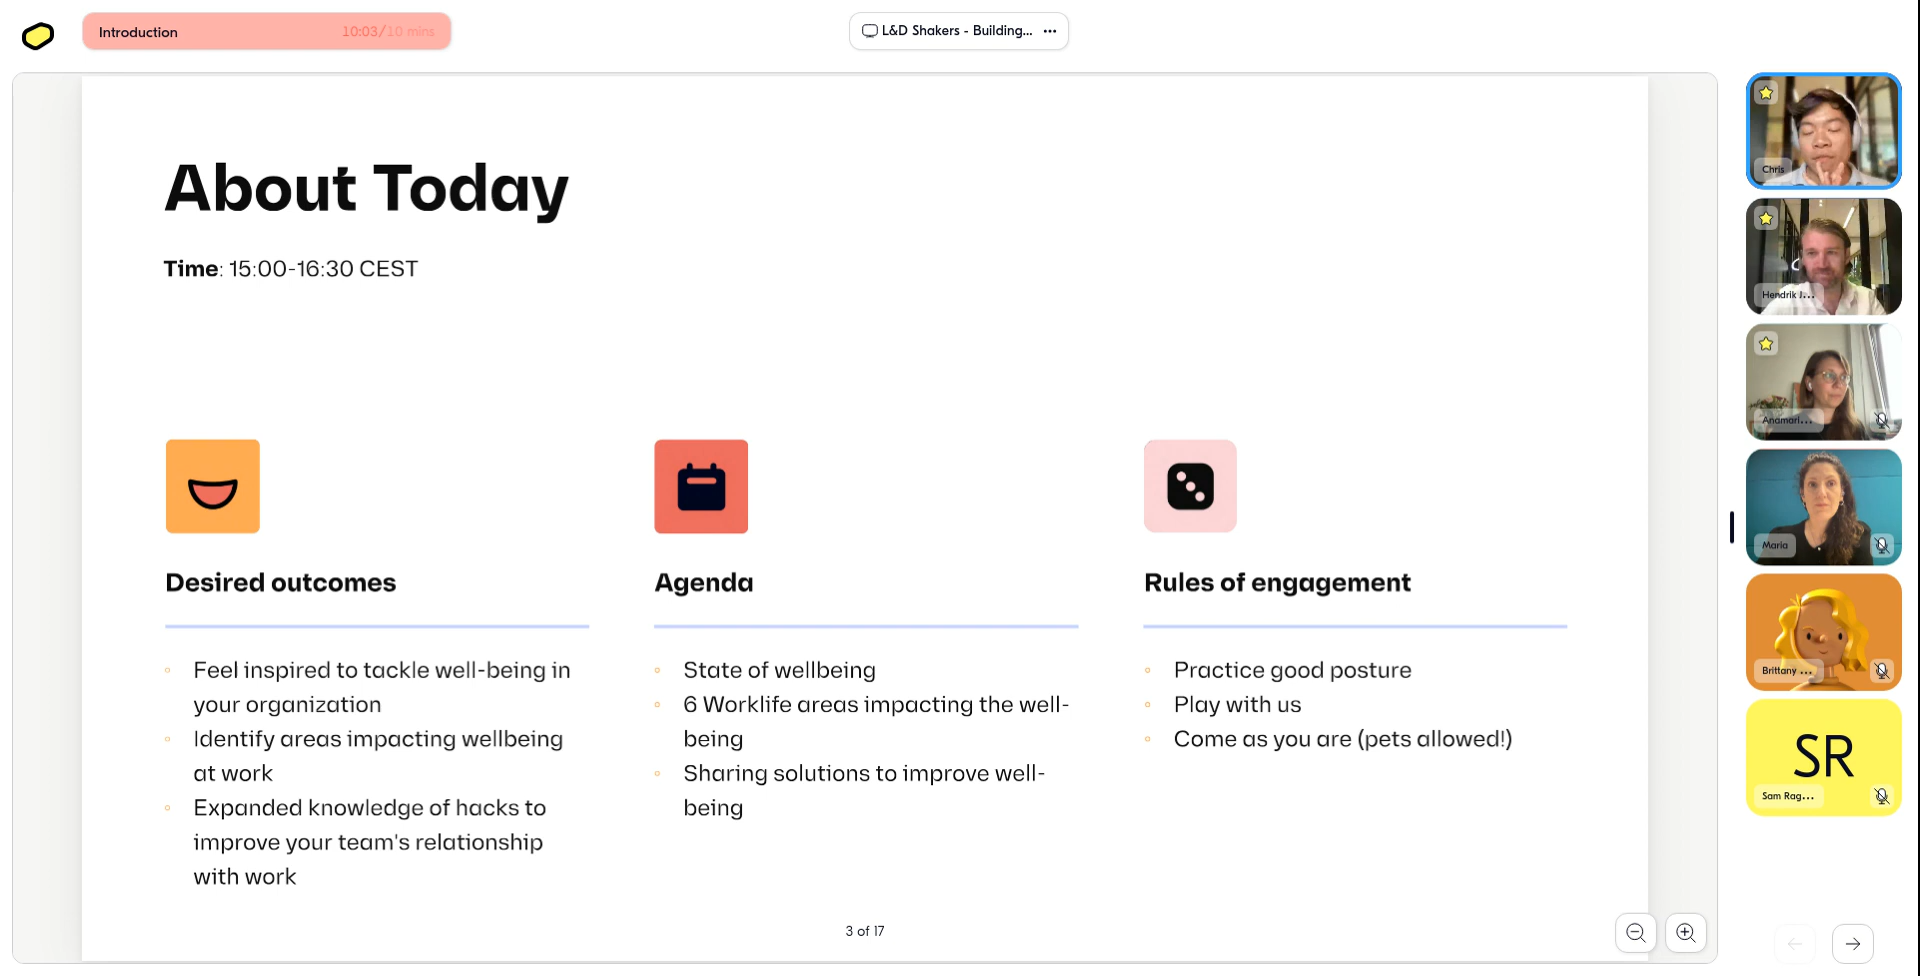 Introduction
10:03/10 mins
L&D Shakers - Building...
About Today
Time: 15:00-16:30 CEST
Desired outcomes
Feel inspired to tackle well-being in
your organization
Identify areas impacting wellbeing
at work
Expanded knowledge of hacks to
improve your team's relationship
with work
Agenda
State of wellbeing
6 Worklife areas impacting the well-
being
Sharing solutions to improve well-
being
Rules of engagement
Practice good posture
Play with us
Come as you are (pets allowed!)
3 of 17
Chris
Hendrik J...
Anamari...
Maria
Brittany ...
SR
Sam Rag...